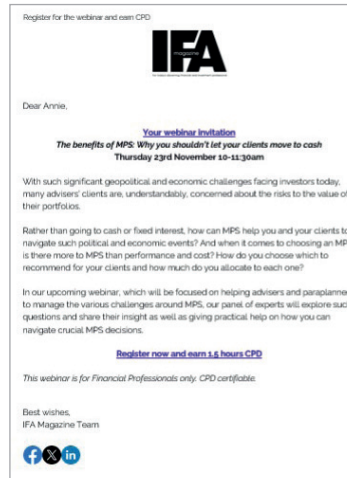 Register for the webinar and earn CPD
IFA
magazine
For today's discerning financial and investment professional
Dear Annie,
Your webinar invitation
The benefits of MPS: Why you shouldn't let your clients move to cash
Thursday 23rd November 10-11:30am
With such significant geopolitical and economic challenges facing investors today,
many advisers' clients are, understandably, concerned about the risks to the value of
their portfolios.
Rather than going to cash or fixed interest, how can MPS help you and your clients to
navigate such political and economic events? And when it comes to choosing an MP
is there more to MPS than performance and cost? How do you choose which to
recommend for your clients and how much do you allocate to each one?
In our upcoming webinar, which will be focused on helping advisers and paraplanne
to manage the various challenges around MPS, our panel of experts will explore suc
questions and share their insight as well as giving practical help on how you can
navigate crucial MPS decisions.
Register now and earn 1.5 hours CPD
This webinar is for Financial Professionals only. CPD certifiable.
Best wishes,
IFA Magazine Team